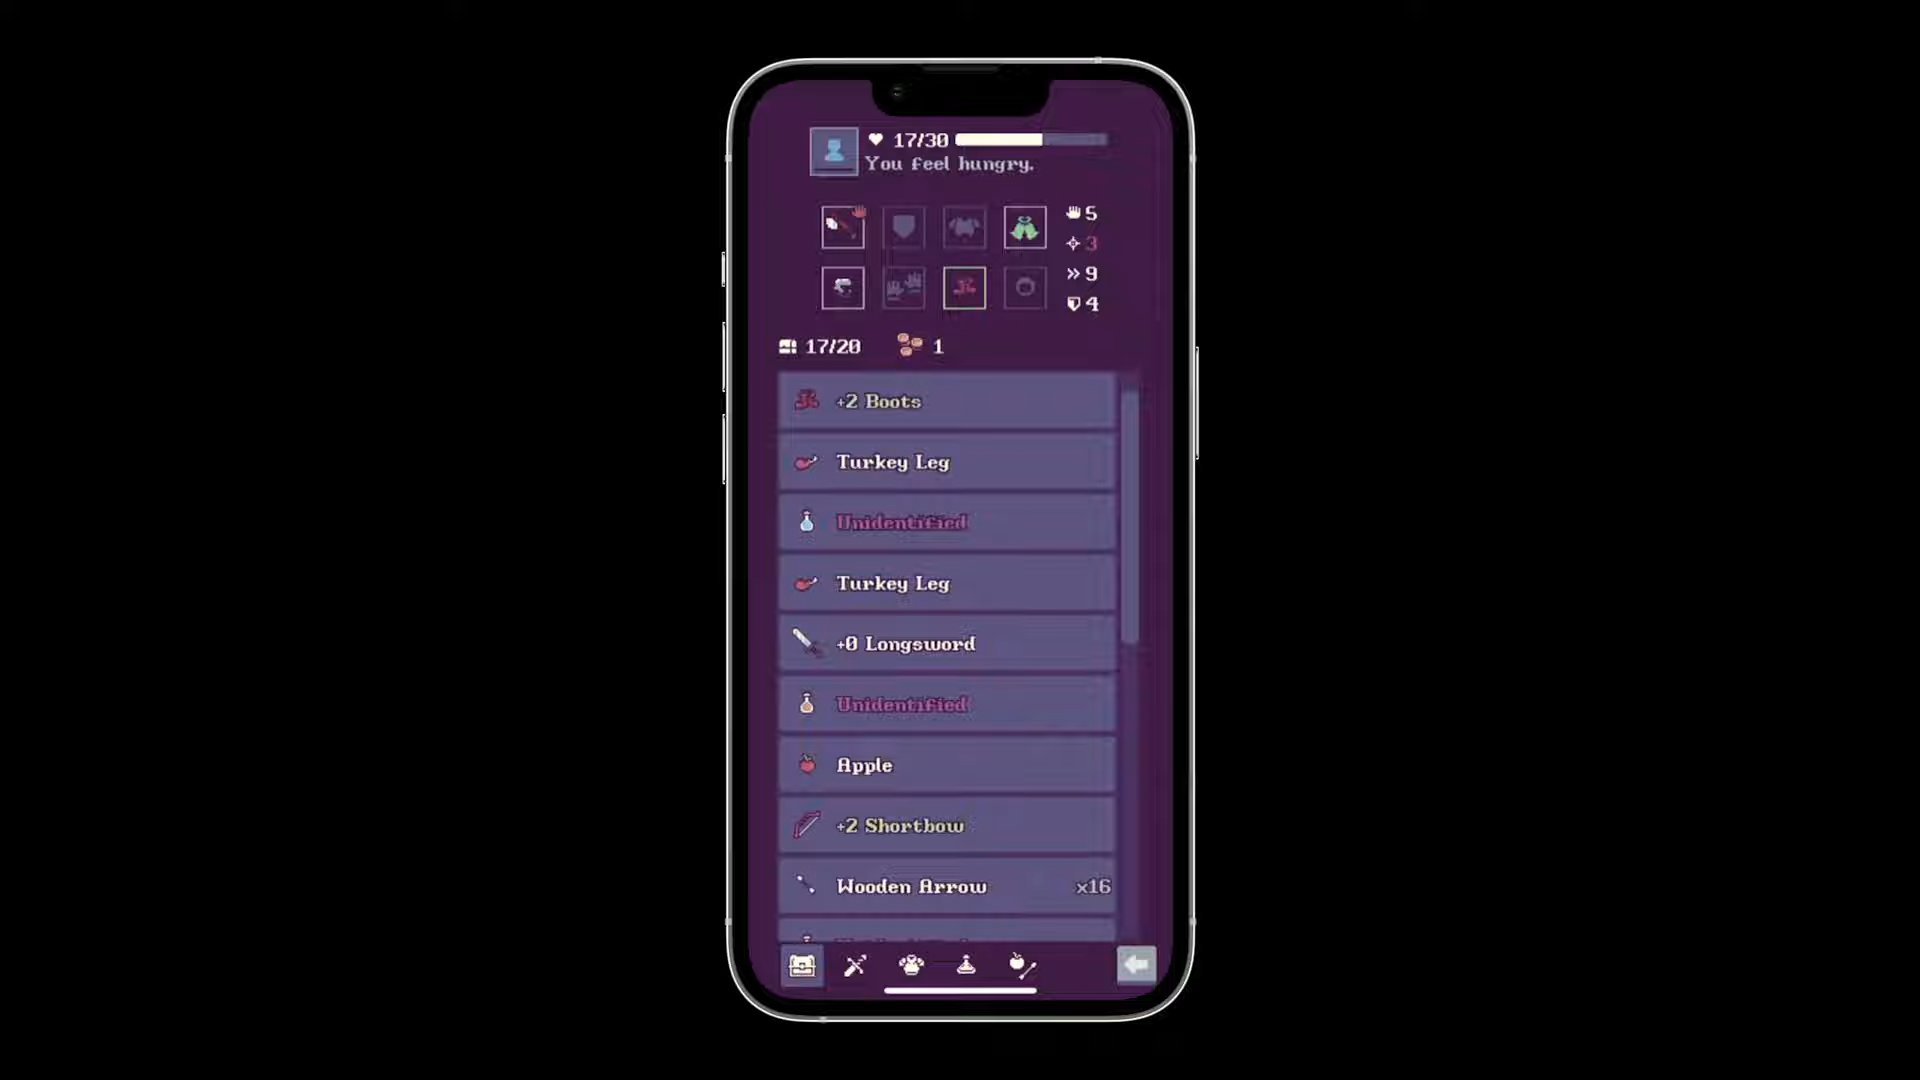 17/30
You feel hungry.
5
3
9
4
17/20 1
+2 Boots
Turkey Leg
Unidentified
Turkey Leg
+0 Longsword
Unidentified
Apple
+2 Shortbow
Wooden Arrow x16